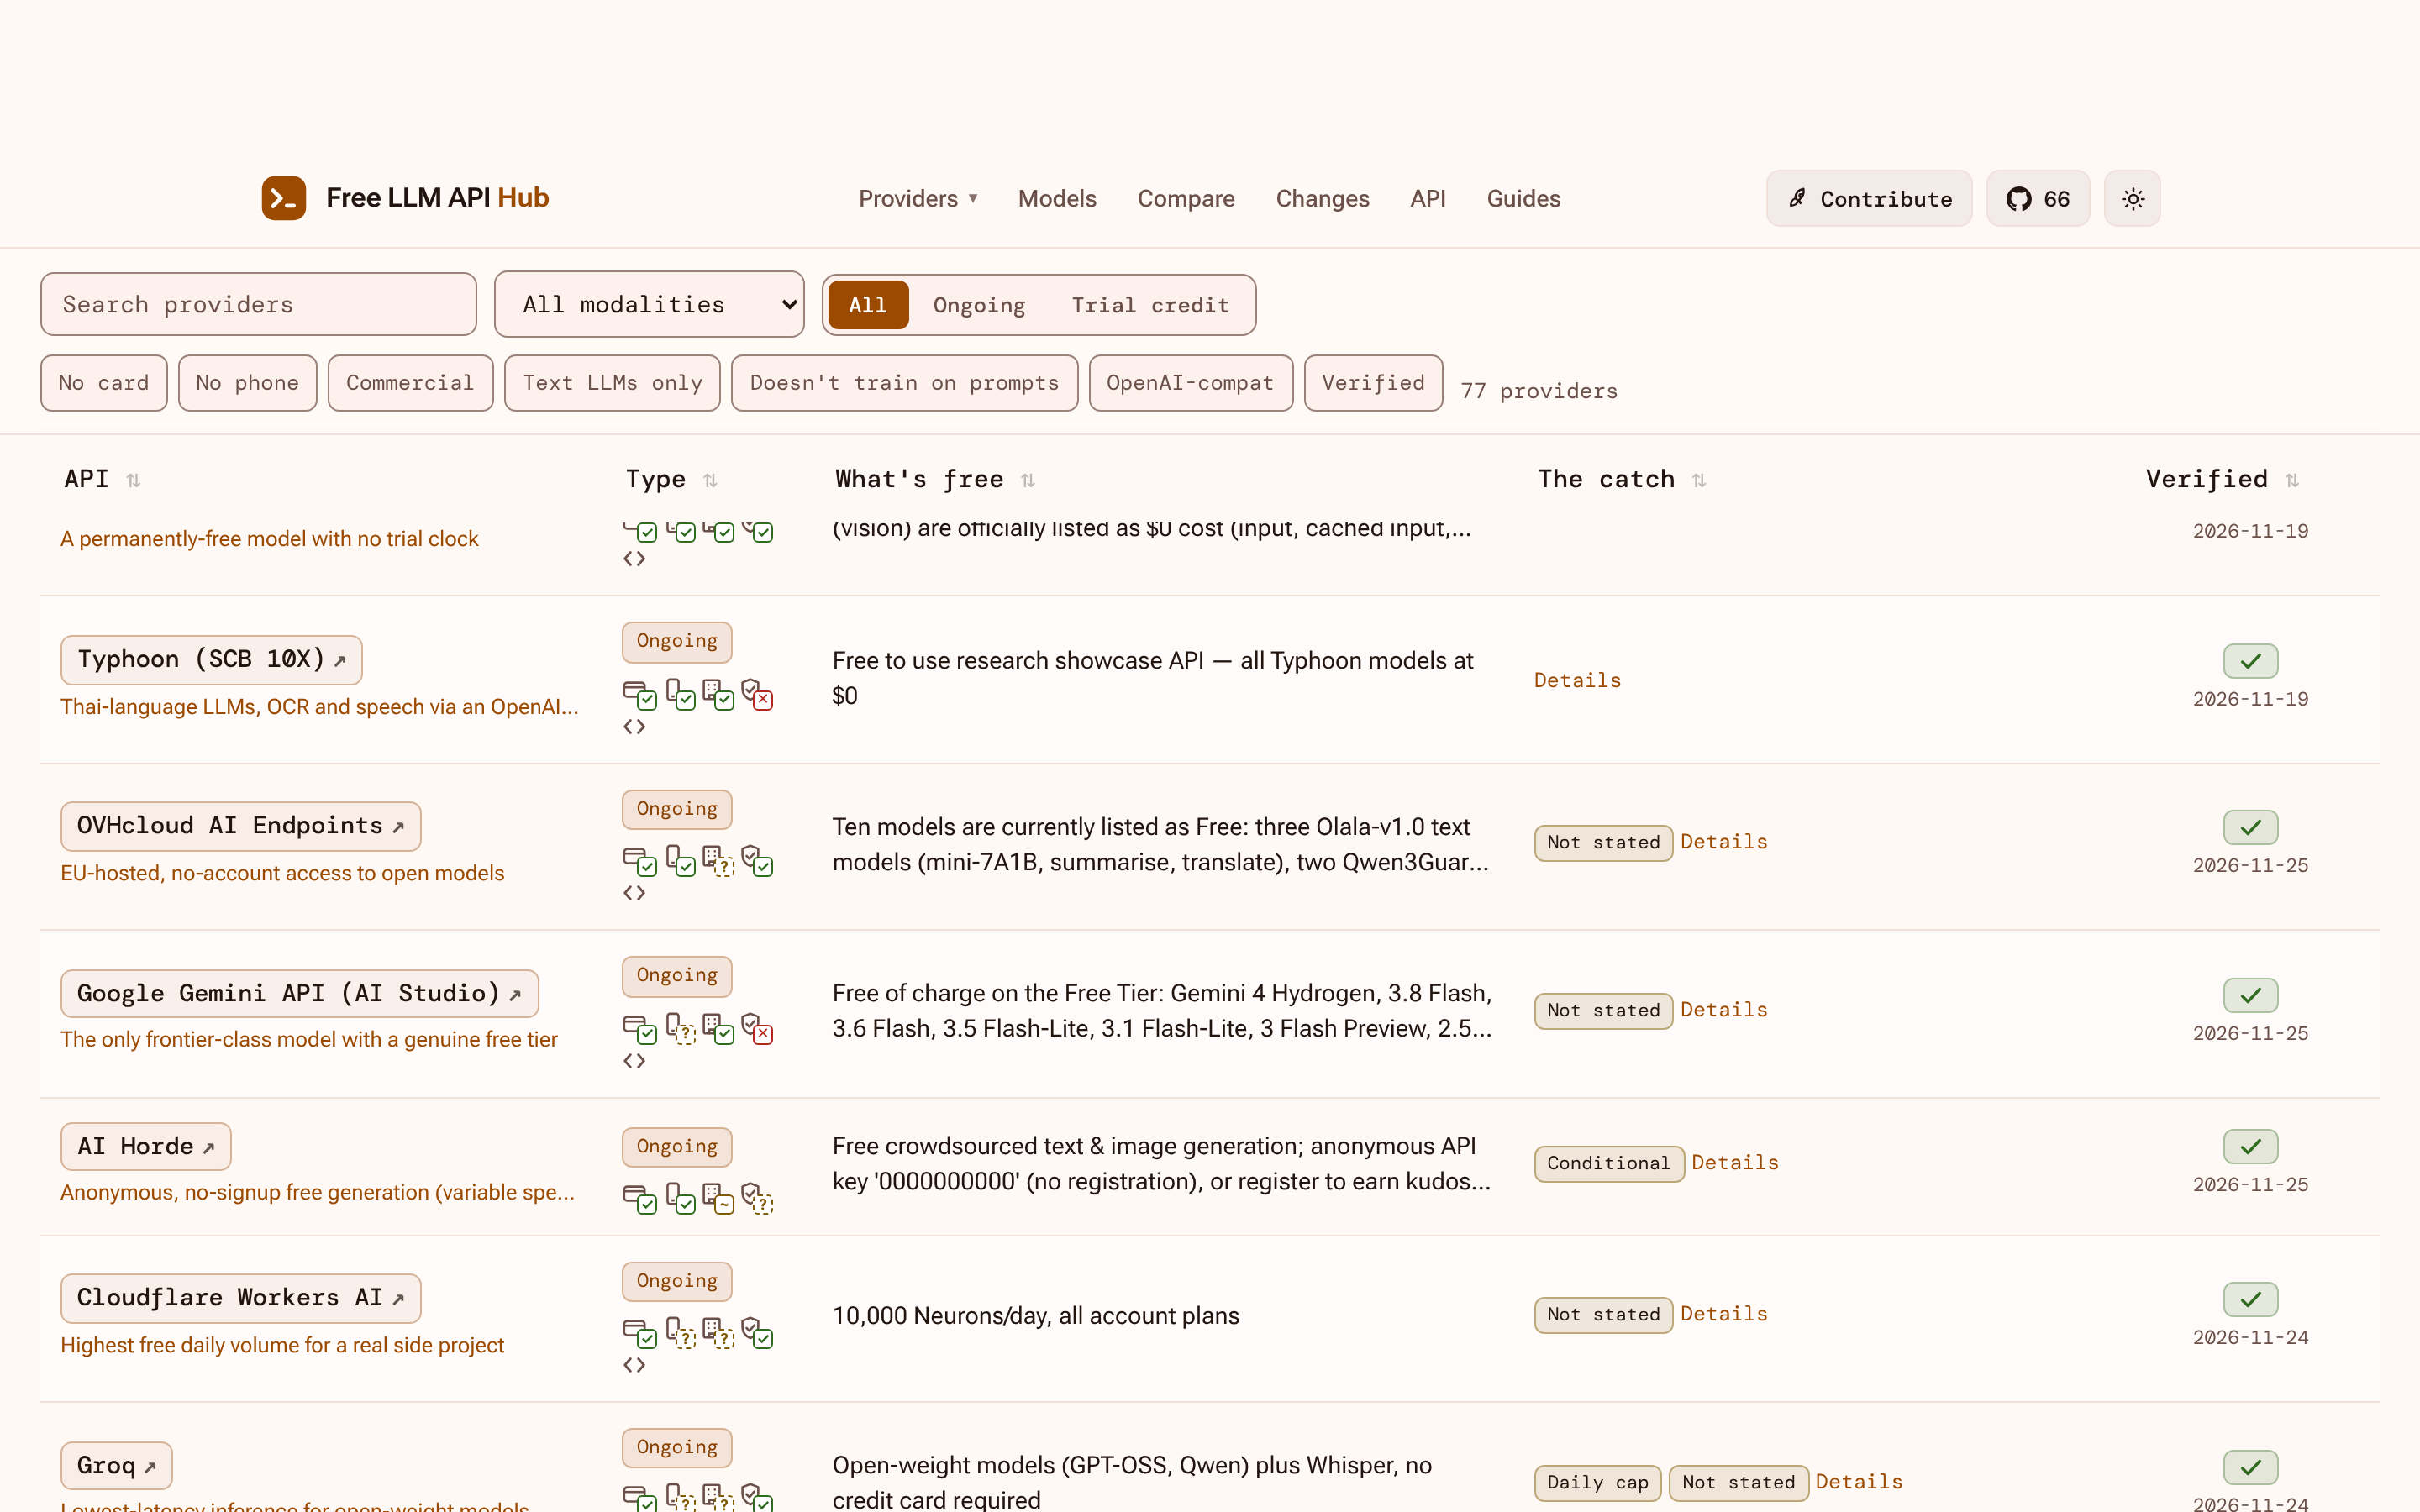 Free LLM API Hub
Providers ▾ Models Compare Changes API Guides
Contribute 66
Search providers
All modalities
All Ongoing Trial credit
No card No phone Commercial Text LLMs only Doesn't train on prompts OpenAI-compat Verified 77 providers
API Type What's free The catch Verified
A permanently-free model with no trial clock
(vision) are officially listed as $0 cost (input, cached input,...
2026-11-19
Typhoon (SCB 10X) ↗
Thai-language LLMs, OCR and speech via an OpenAI...
Ongoing
Free to use research showcase API — all Typhoon models at
$0
Details
2026-11-19
OVHcloud AI Endpoints ↗
EU-hosted, no-account access to open models
Ongoing
Ten models are currently listed as Free: three Olala-v1.0 text
models (mini-7A1B, summarise, translate), two Qwen3Guar...
Not stated Details
2026-11-25
Google Gemini API (AI Studio) ↗
The only frontier-class model with a genuine free tier
Ongoing
Free of charge on the Free Tier: Gemini 4 Hydrogen, 3.8 Flash,
3.6 Flash, 3.5 Flash-Lite, 3.1 Flash-Lite, 3 Flash Preview, 2.5...
Not stated Details
2026-11-25
AI Horde ↗
Anonymous, no-signup free generation (variable spe...
Ongoing
Free crowdsourced text & image generation; anonymous API
key '0000000000' (no registration), or register to earn kudos...
Conditional Details
2026-11-25
Cloudflare Workers AI ↗
Highest free daily volume for a real side project
Ongoing
10,000 Neurons/day, all account plans
Not stated Details
2026-11-24
Groq ↗
Lowest-latency inference for open-weight models
Ongoing
Open-weight models (GPT-OSS, Qwen) plus Whisper, no
credit card required
Daily cap Not stated Details
2026-11-24